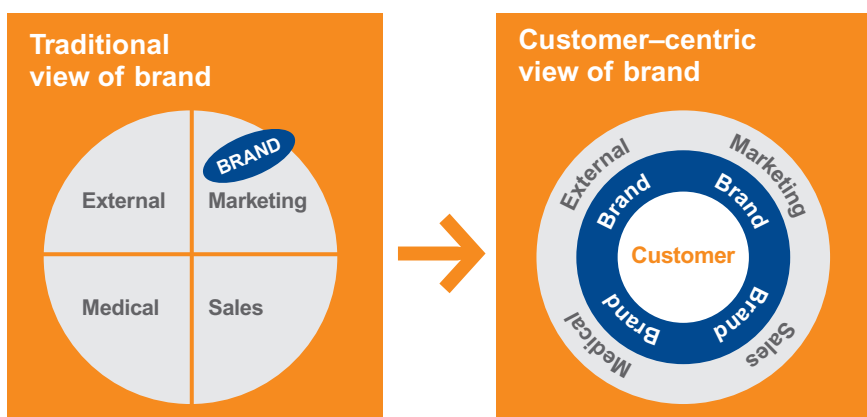 Traditional
view of brand
BRAND
External
Marketing
Medical
Sales
Customer–centric
view of brand
External
Marketing
Brand
Brand
Customer
Brand
Brand
Medical
Sales